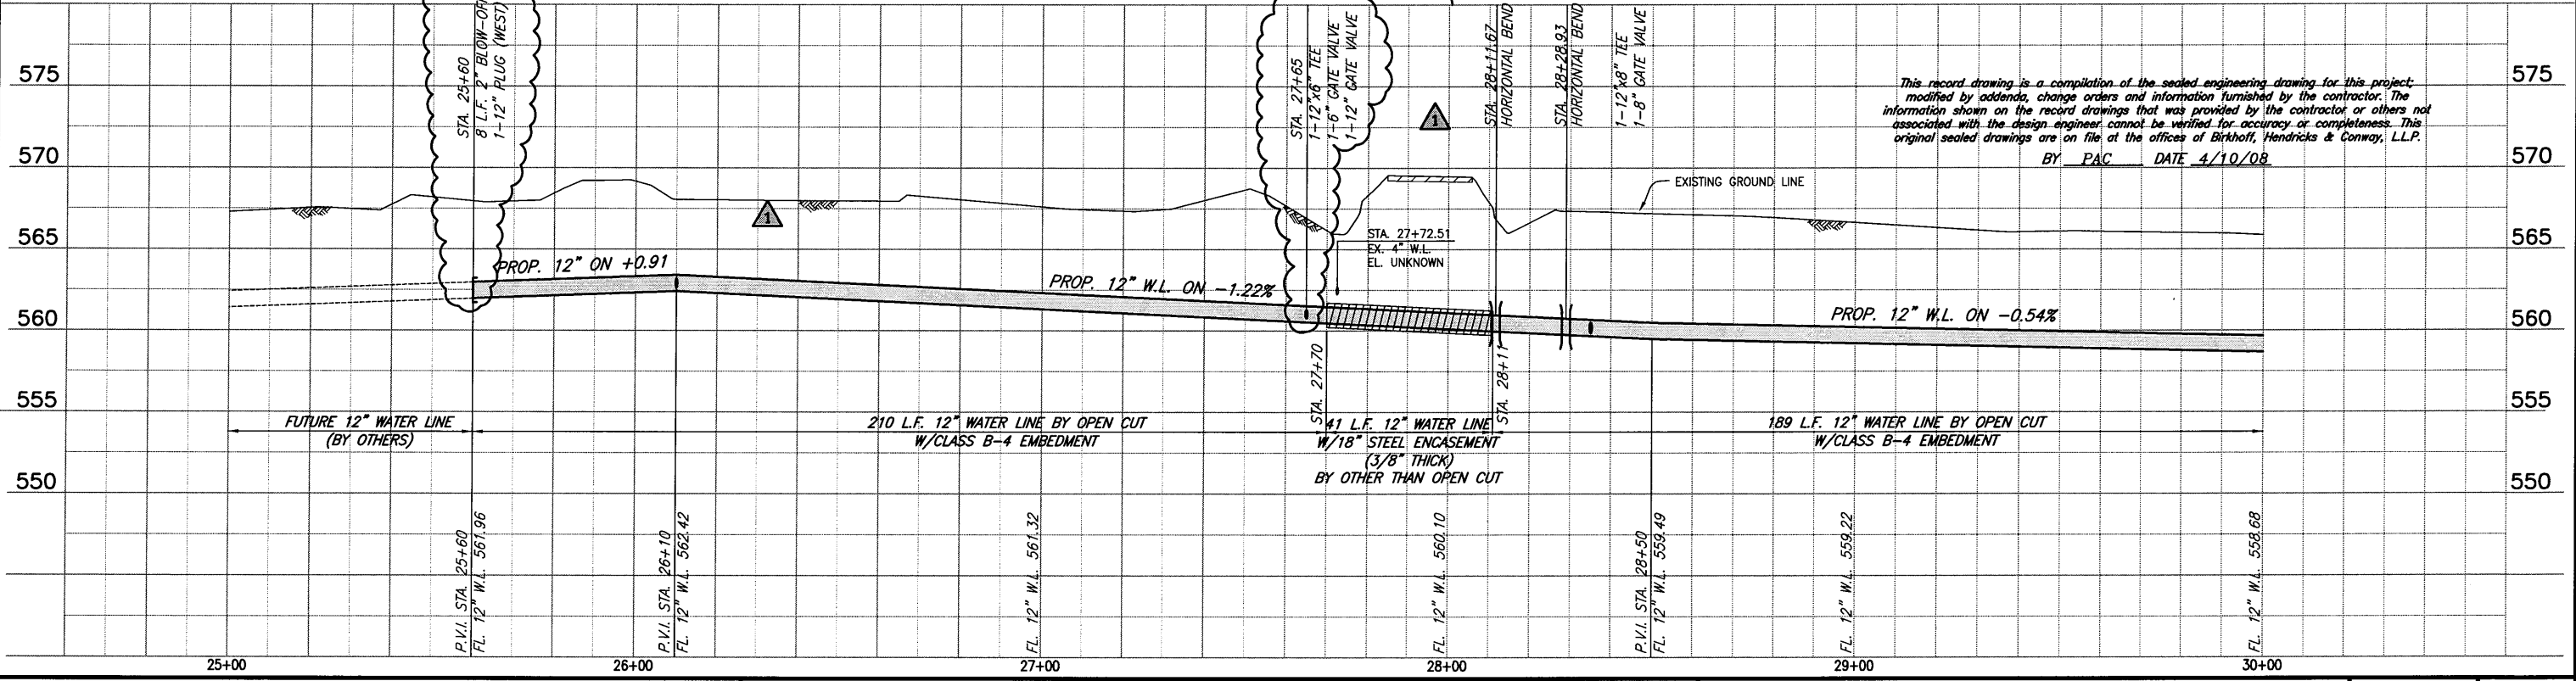 STA. 25+60
8 L.F. 2" BLOW-OFF
1-12" PLUG (WEST)
STA. 27+65
1-12"x6" TEE
1-6" GATE VALVE
1-12" GATE VALVE
STA. 28+11.67
HORIZONTAL BEND
STA. 28+28.93
HORIZONTAL BEND
1-12"x8" TEE
1-8" GATE VALVE
575
575
This record drawing is a compilation of the sealed engineering drawing for this project;
modified by addenda, change orders and information furnished by the contractor. The
information shown on the record drawings that was provided by the contractor or others not
associated with the design engineer cannot be verified for accuracy or completeness. This
original sealed drawings are on file at the offices of Birkhoff, Hendricks & Conway, L.L.P.
BY PAC DATE 4/10/08
1
570
570
EXISTING GROUND LINE
1
565
565
STA. 27+72.51
EX. 4" W.L.
EL. UNKNOWN
PROP. 12" ON +0.91
PROP. 12" W.L. ON -1.22%
PROP. 12" W.L. ON -0.54%
560
560
STA. 27+70
STA. 28+11
555
555
FUTURE 12" WATER LINE
(BY OTHERS)
210 L.F. 12" WATER LINE BY OPEN CUT
W/CLASS B-4 EMBEDMENT
41 L.F. 12" WATER LINE
W/18" STEEL ENCASEMENT
(3/8" THICK)
BY OTHER THAN OPEN CUT
189 L.F. 12" WATER LINE BY OPEN CUT
W/CLASS B-4 EMBEDMENT
550
550
P.V.I. STA. 25+60
FL. 12" W.L. 561.96
P.V.I. STA. 26+10
FL. 12" W.L. 562.42
FL. 12" W.L. 561.32
FL. 12" W.L. 560.10
P.V.I. STA. 28+50
FL. 12" W.L. 559.49
FL. 12" W.L. 559.22
FL. 12" W.L. 558.68
25+00
26+00
27+00
28+00
29+00
30+00